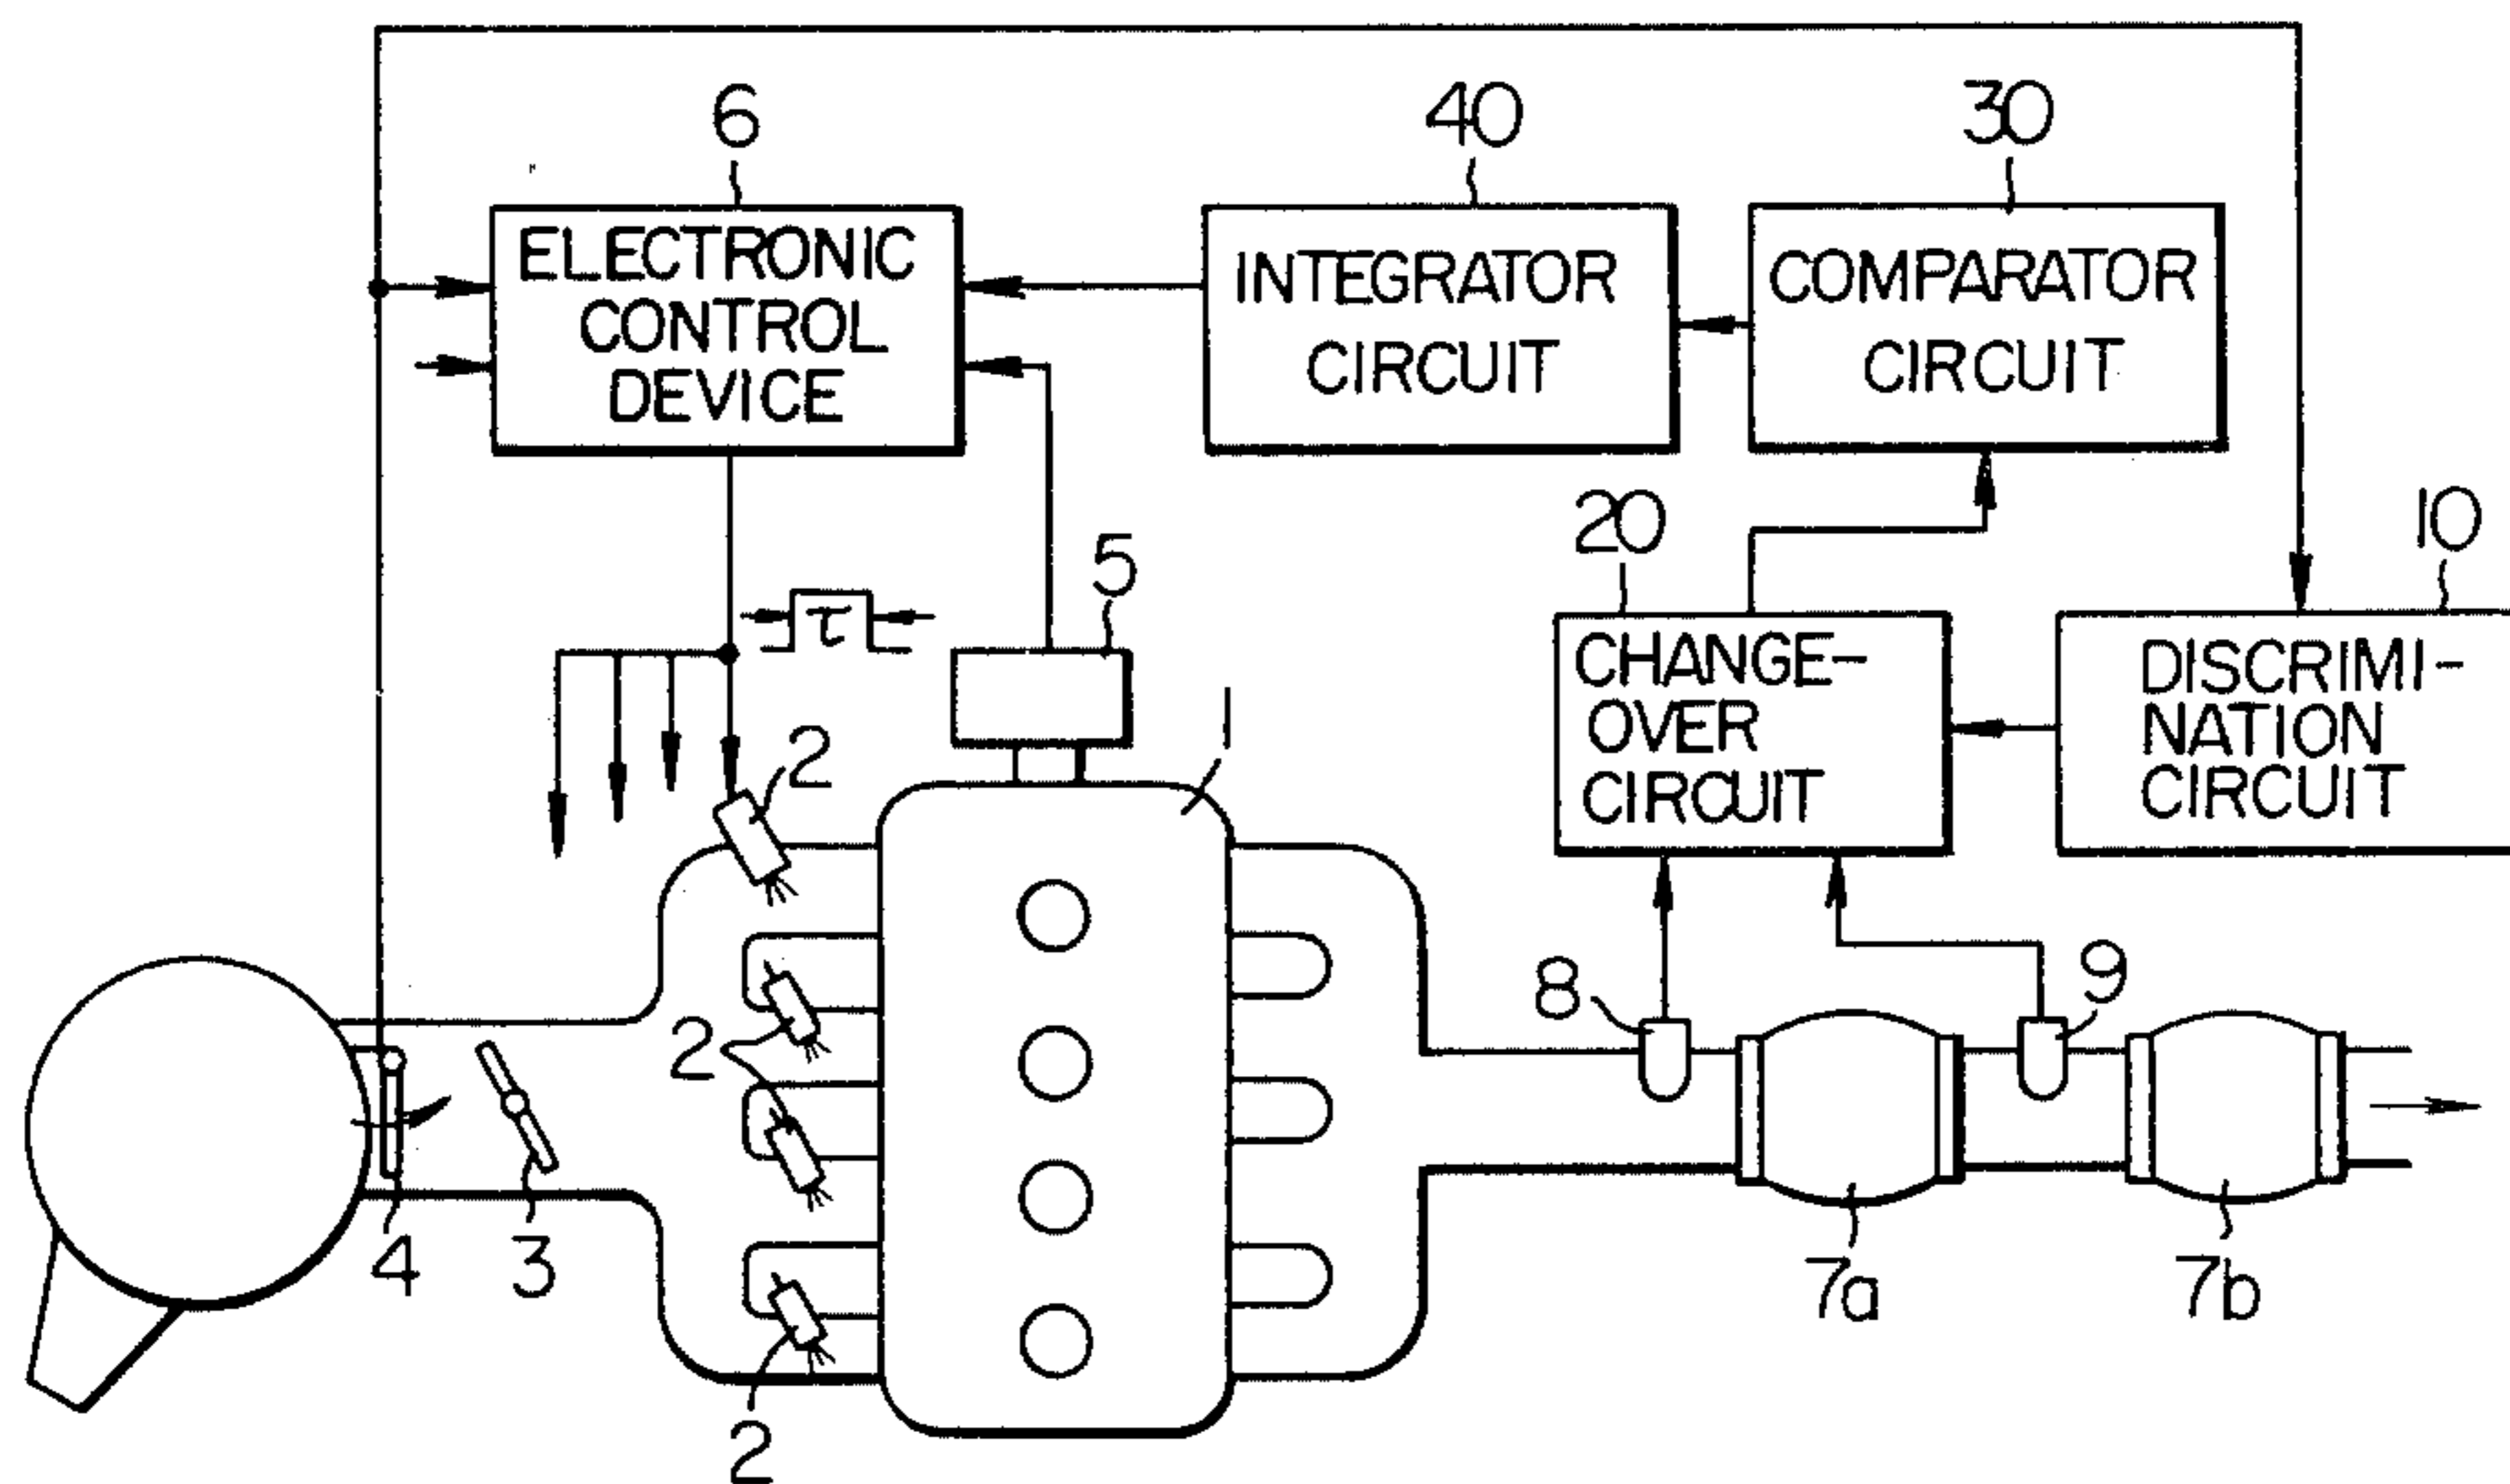 6
40
30
ELECTRONIC
CONTROL
DEVICE
INTEGRATOR
CIRCUIT
COMPARATOR
CIRCUIT
20
10
5
τ
CHANGE-
OVER
CIRCUIT
DISCRIMI-
NATION
CIRCUIT
1
2
8
9
2
4
3
7a
7b
2